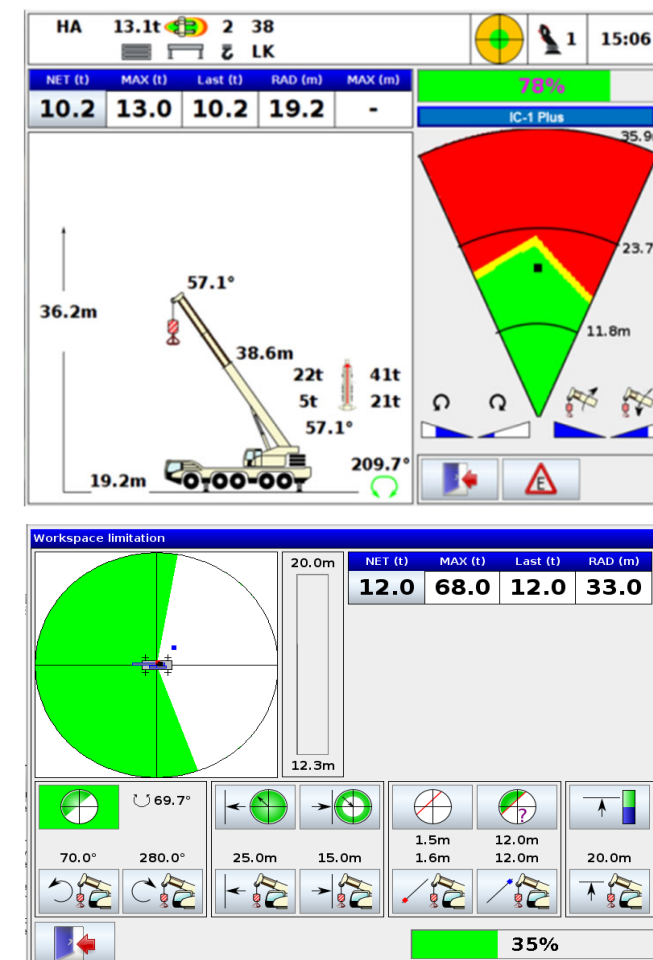 HA 13.1t 2 38
LK
1 15:06
NET (t) MAX (t) Last (t) RAD (m) MAX (m)
10.2 13.0 10.2 19.2 -
78%
IC-1 Plus
35.9
23.7
11.8m
57.1°
36.2m
38.6m
22t 41t
5t 21t
57.1°
209.7°
19.2m
E
Workspace limitation
20.0m
12.3m
NET (t) MAX (t) Last (t) RAD (m)
12.0 68.0 12.0 33.0
69.7°
?
1.5m 12.0m
70.0° 280.0° 25.0m 15.0m 1.6m 12.0m 20.0m
35%